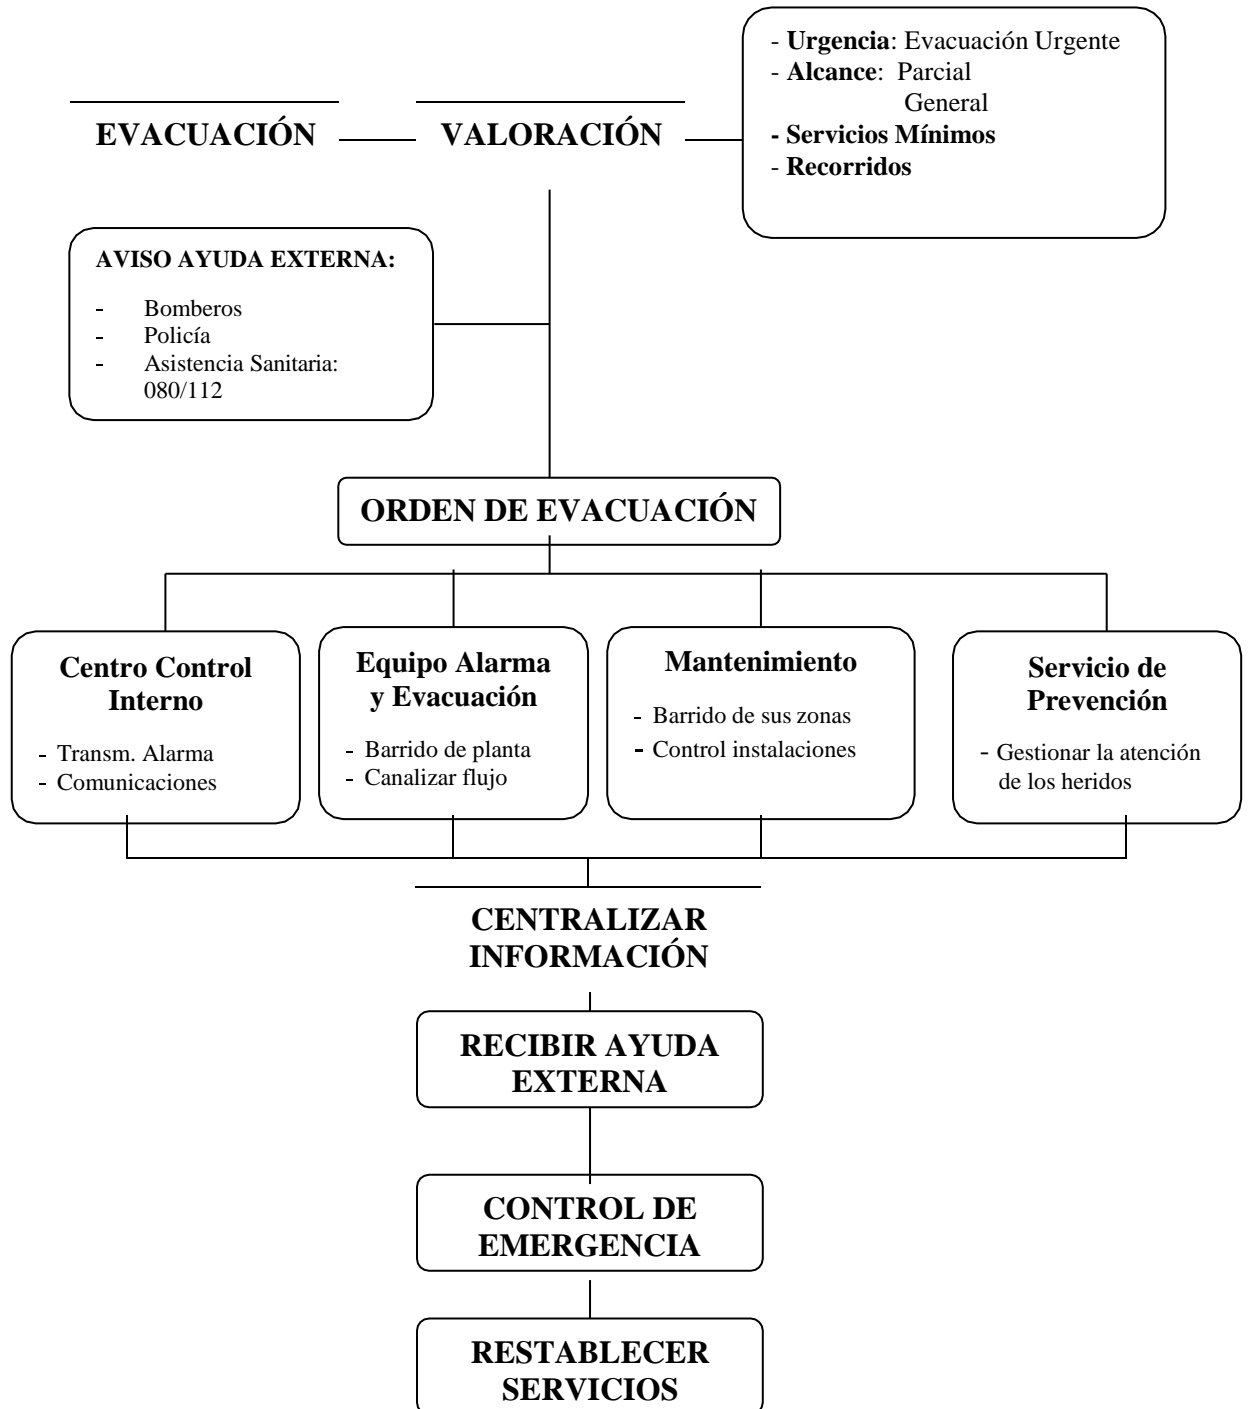 - Urgencia: Evacuación Urgente
- Alcance: Parcial
General
- Servicios Mínimos
- Recorridos
EVACUACIÓN
VALORACIÓN
AVISO AYUDA EXTERNA:
- Bomberos
- Policía
- Asistencia Sanitaria:
080/112
ORDEN DE EVACUACIÓN
Centro Control
Interno
- Transm. Alarma
- Comunicaciones
Equipo Alarma
y Evacuación
- Barrido de planta
- Canalizar flujo
Mantenimiento
- Barrido de sus zonas
- Control instalaciones
Servicio de
Prevención
- Gestionar la atención
de los heridos
CENTRALIZAR
INFORMACIÓN
RECIBIR AYUDA
EXTERNA
CONTROL DE
EMERGENCIA
RESTABLECER
SERVICIOS